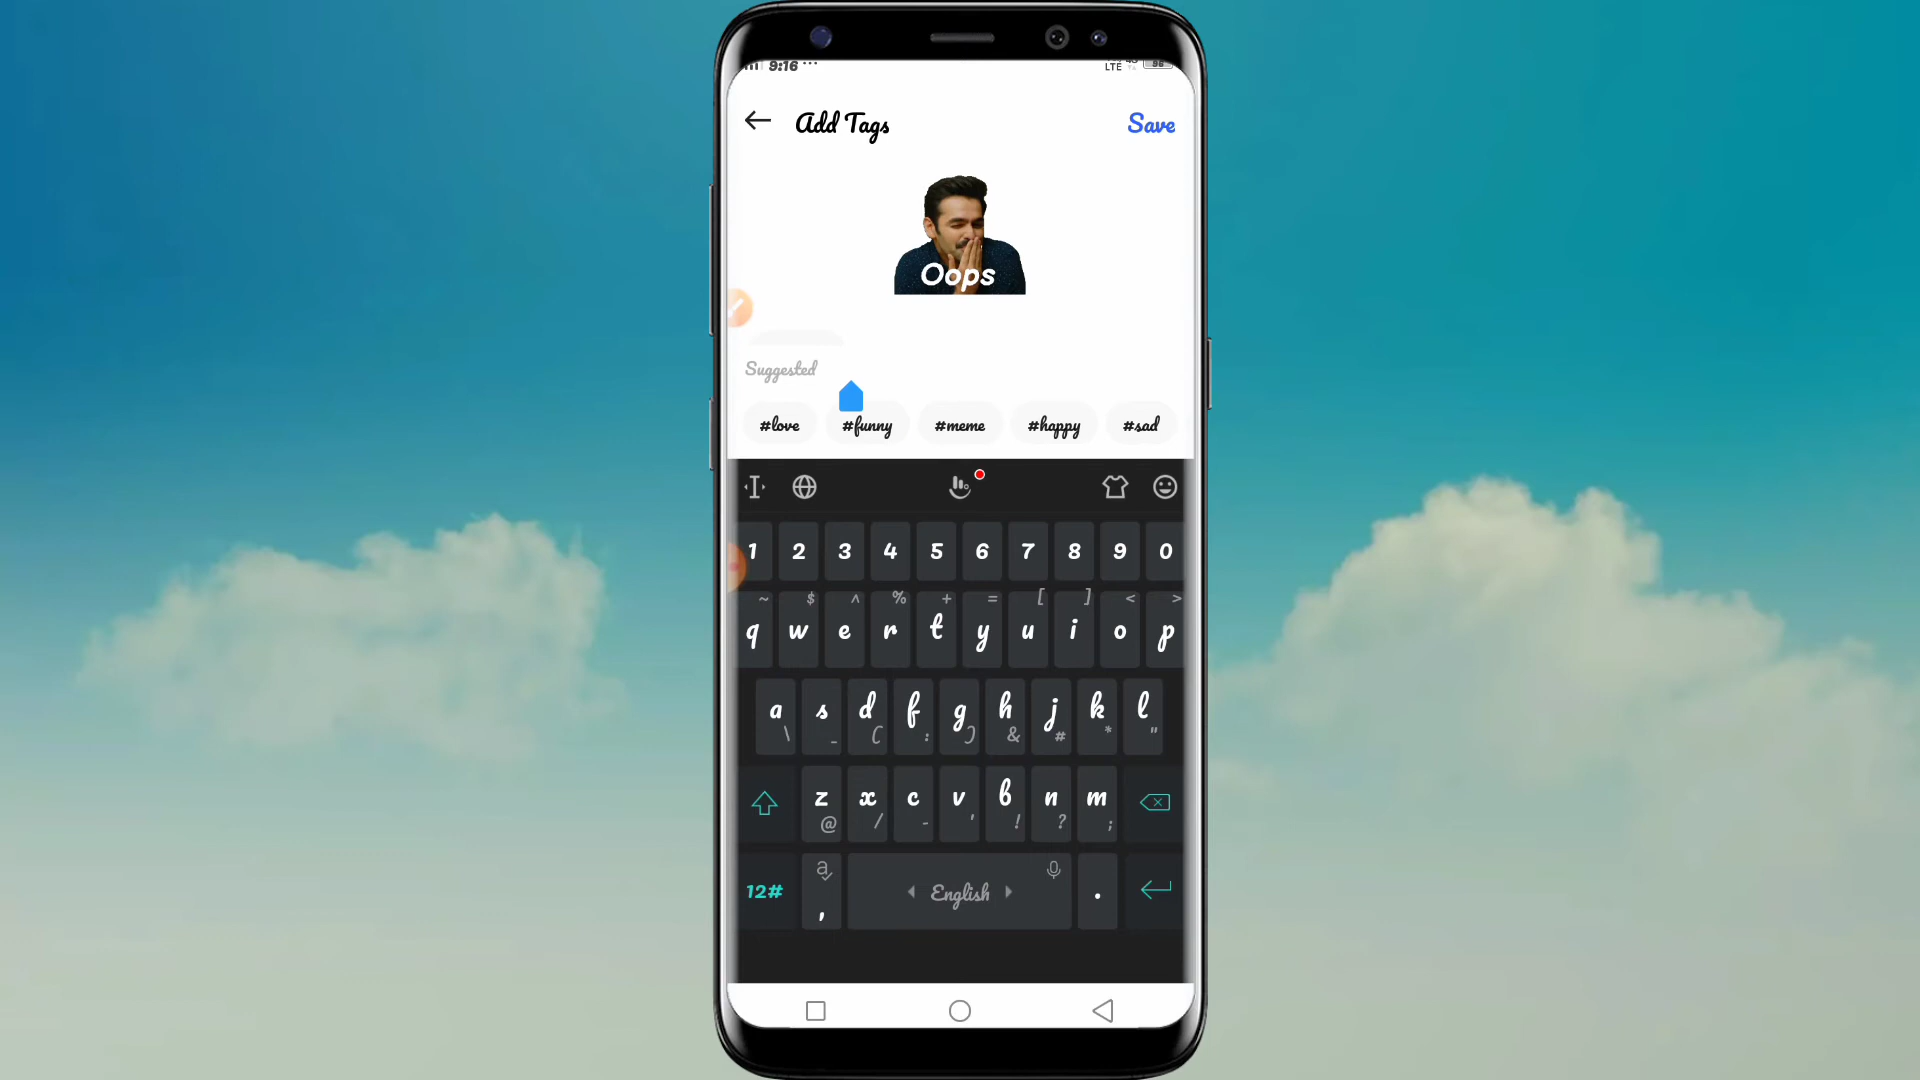 9:16 ...
LTE 96
Add Tags
Save
Oops
Suggested
#love #funny #meme #happy #sad
1 2 3 4 5 6 7 8 9 0
~ $ ^ % + = [ ] < >
q w e r t y u i o p
a s d f g h j k l
\ _ ( : ) & # * "
z x c v b n m
@ / - ' ! ? ;
12# a , English .